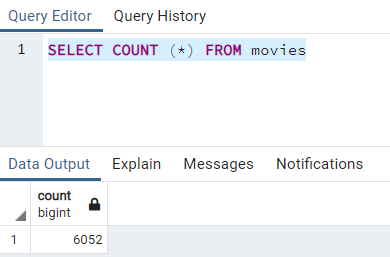 Query Editor Query History
1 SELECT COUNT (*) FROM movies
Data Output Explain Messages Notifications
count
bigint
1 6052